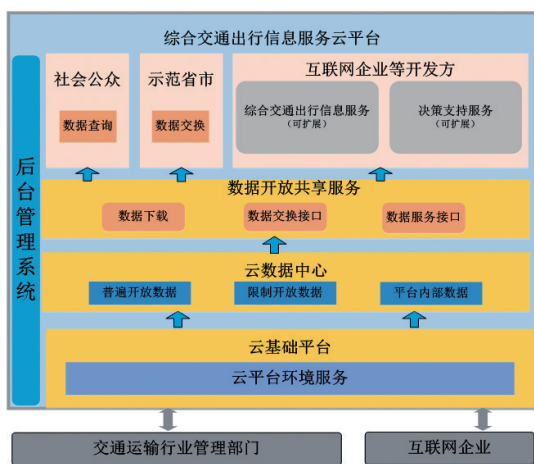 综合交通出行信息服务云平台
后台管理系统
社会公众
数据查询
示范省市
数据交换
互联网企业等开发方
综合交通出行信息服务
(可扩展)
决策支持服务
(可扩展)
数据开放共享服务
数据下载
数据交换接口
数据服务接口
云数据中心
普遍开放数据
限制开放数据
平台内部数据
云基础平台
云平台环境服务
交通运输行业管理部门
互联网企业